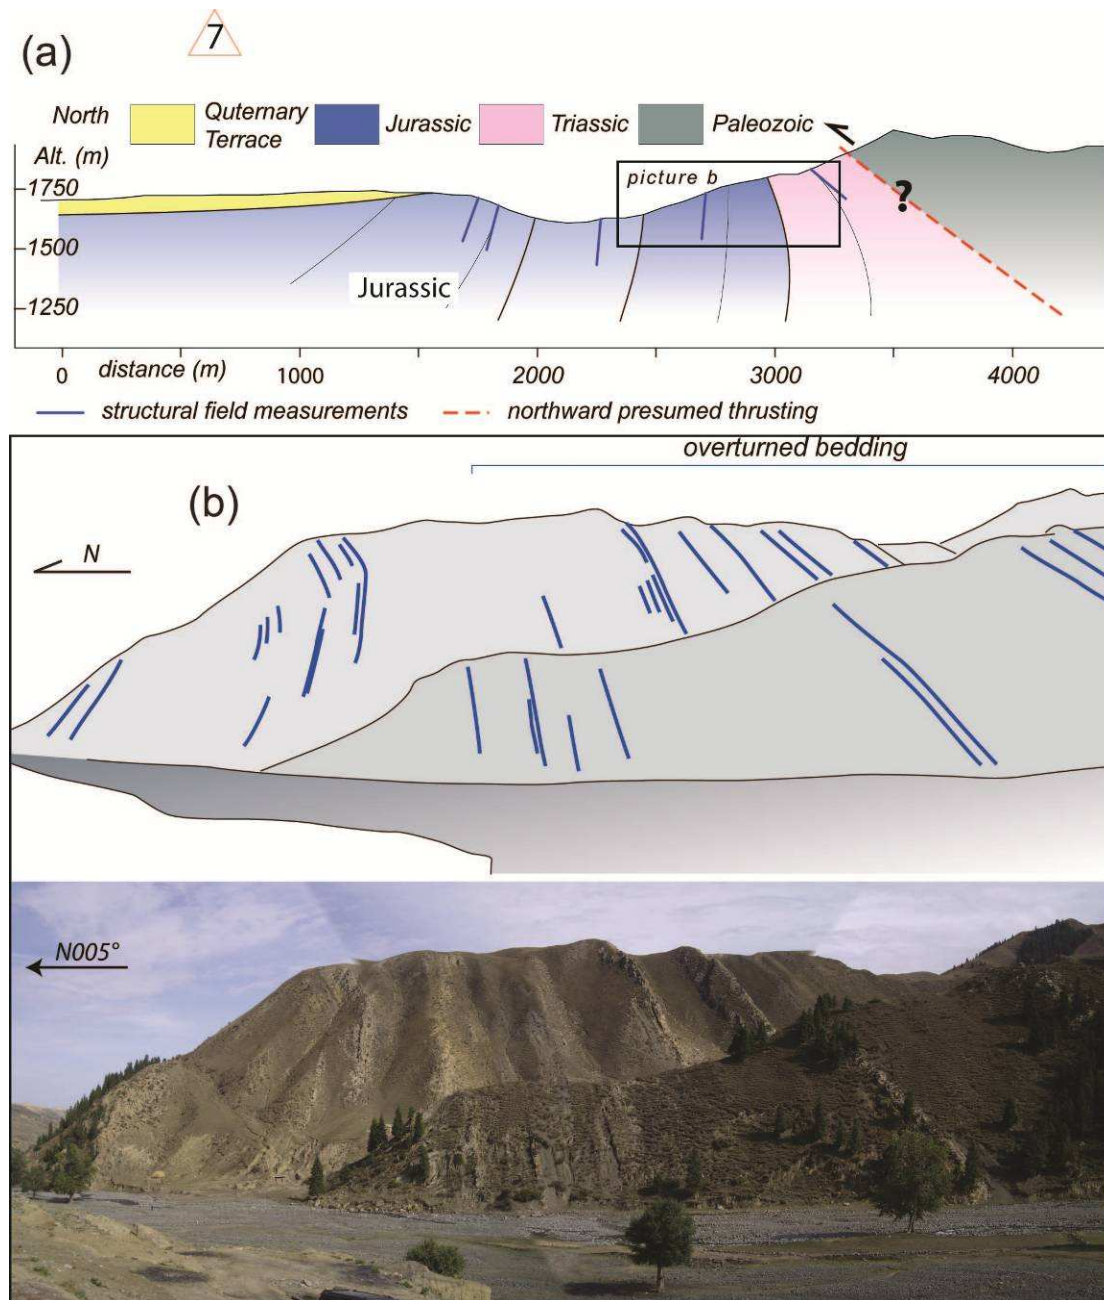 (a)
7
North
Quternary
Terrace
Jurassic
Triassic
Paleozoic
Alt. (m)
1750
1500
1250
picture b
?
Jurassic
0
distance (m)
1000
2000
3000
4000
structural field measurements
northward presumed thrusting
overturned bedding
(b)
N
N005°